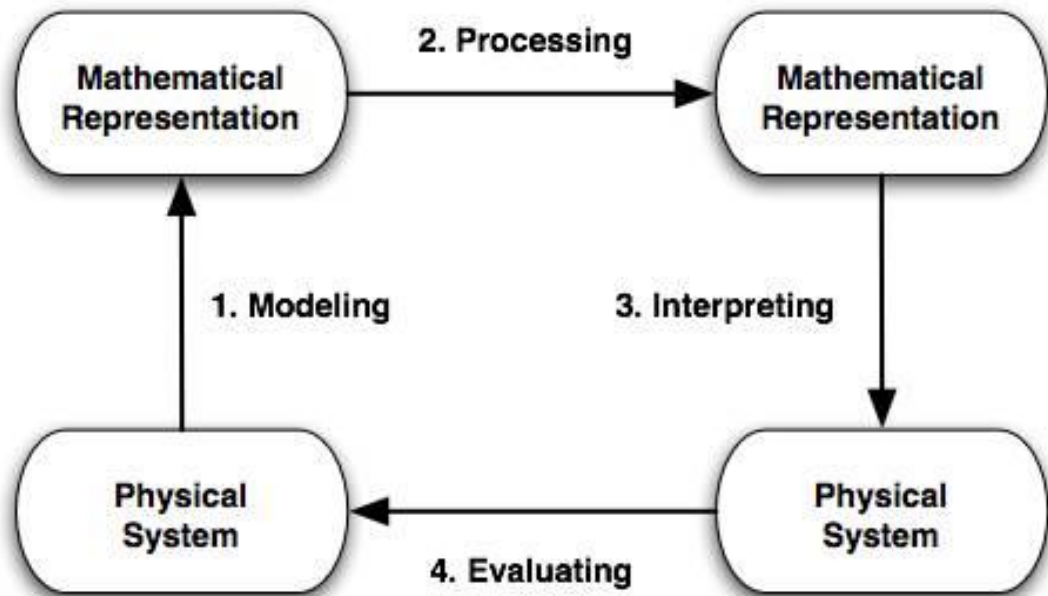 2. Processing
Mathematical
Representation
Mathematical
Representation
1. Modeling
3. Interpreting
Physical
System
Physical
System
4. Evaluating